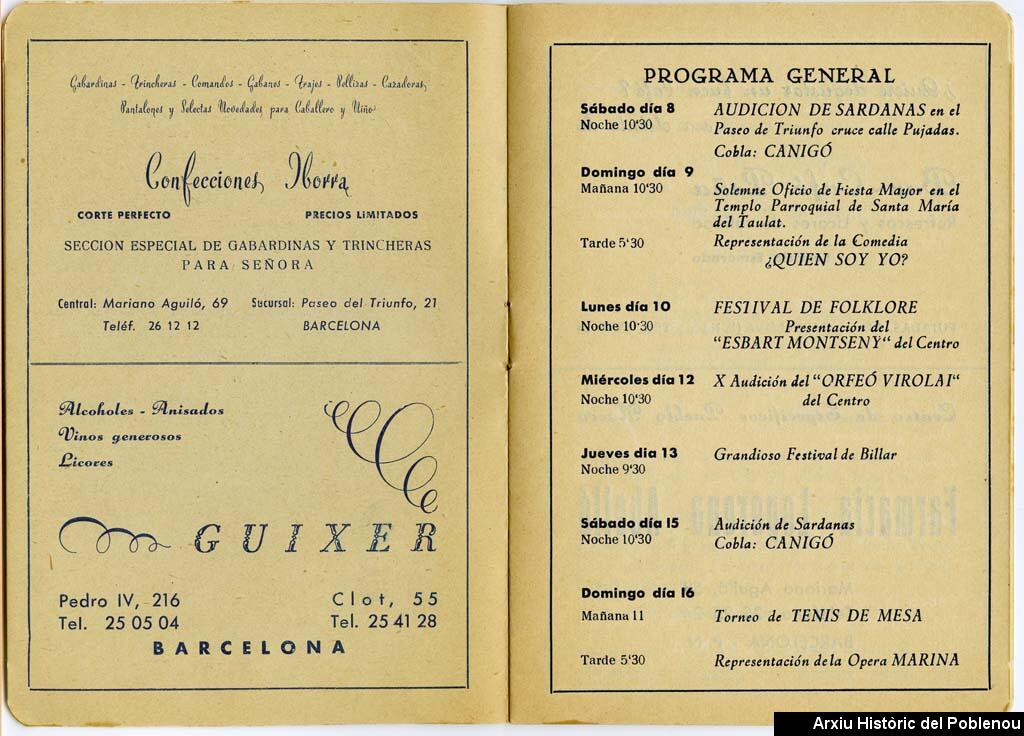 Gabardinas - Trincheras - Comandos - Gabanes - Trajes - Pellizas - Cazadoras,
Pantalones y Selectas Novedades para Caballero y Niño
Confecciones Iborra
CORTE PERFECTO PRECIOS LIMITADOS
SECCION ESPECIAL DE GABARDINAS Y TRINCHERAS
PARA SEÑORA
Central: Mariano Aguiló, 69 Sucursal: Paseo del Triunfo, 21
Teléf. 26 12 12 BARCELONA
Alcoholes - Anisados
Vinos generosos
Licores
GUIXER
Pedro IV, 216 Clot, 55
Tel. 25 05 04 Tel. 25 41 28
BARCELONA
PROGRAMA GENERAL
Sábado día 8 AUDICION DE SARDANAS en el
Noche 10'30 Paseo de Triunfo cruce calle Pujadas.
Cobla: CANIGÓ
Domingo día 9
Mañana 10'30 Solemne Oficio de Fiesta Mayor en el
Templo Parroquial de Santa María
del Taulat.
Tarde 5'30 Representación de la Comedia
¿QUIEN SOY YO?
Lunes día 10 FESTIVAL DE FOLKLORE
Noche 10'30 Presentación del
"ESBART MONTSENY" del Centro
Miércoles día 12 X Audición del "ORFEÓ VIROLAI"
Noche 10'30 del Centro
Jueves día 13 Grandioso Festival de Billar
Noche 9'30
Sábado día 15 Audición de Sardanas
Noche 10'30 Cobla: CANIGÓ
Domingo día 16
Mañana 11 Torneo de TENIS DE MESA
Tarde 5'30 Representación de la Opera MARINA
Arxiu Històric del Poblenou